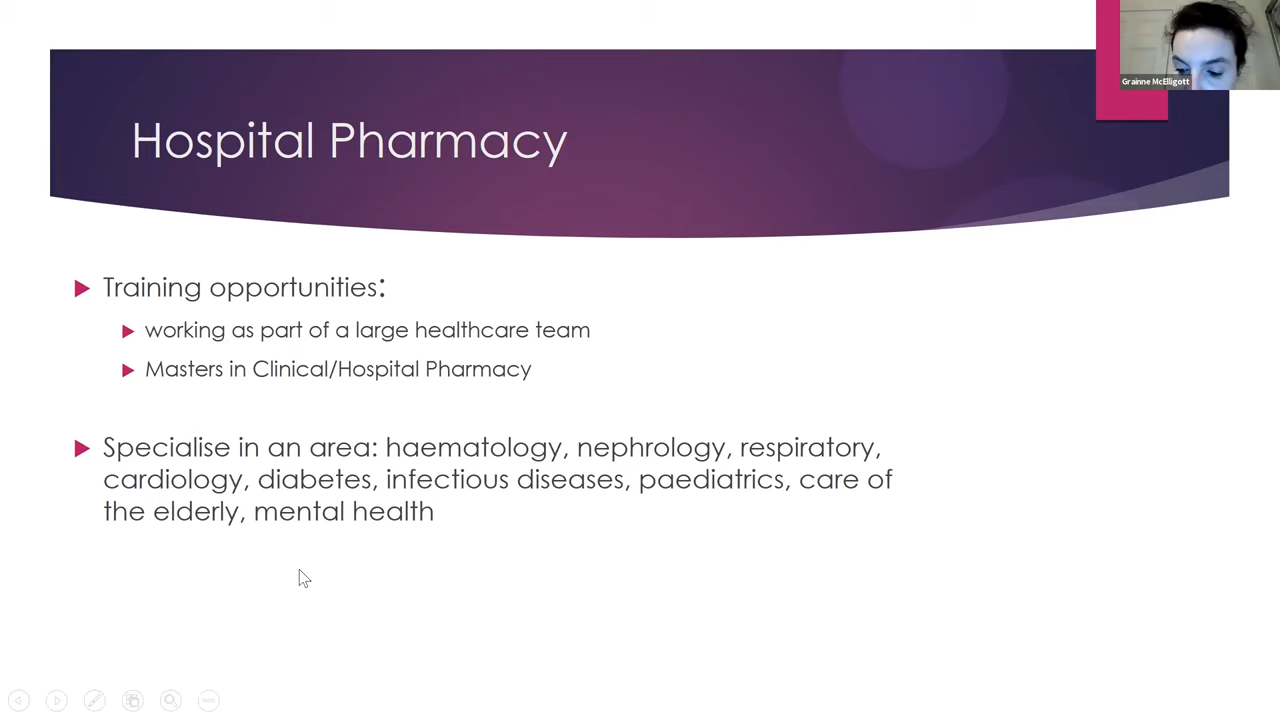 Grainne McElligott
Hospital Pharmacy
Training opportunities:
working as part of a large healthcare team
Masters in Clinical/Hospital Pharmacy
Specialise in an area: haematology, nephrology, respiratory,
cardiology, diabetes, infectious diseases, paediatrics, care of
the elderly, mental health